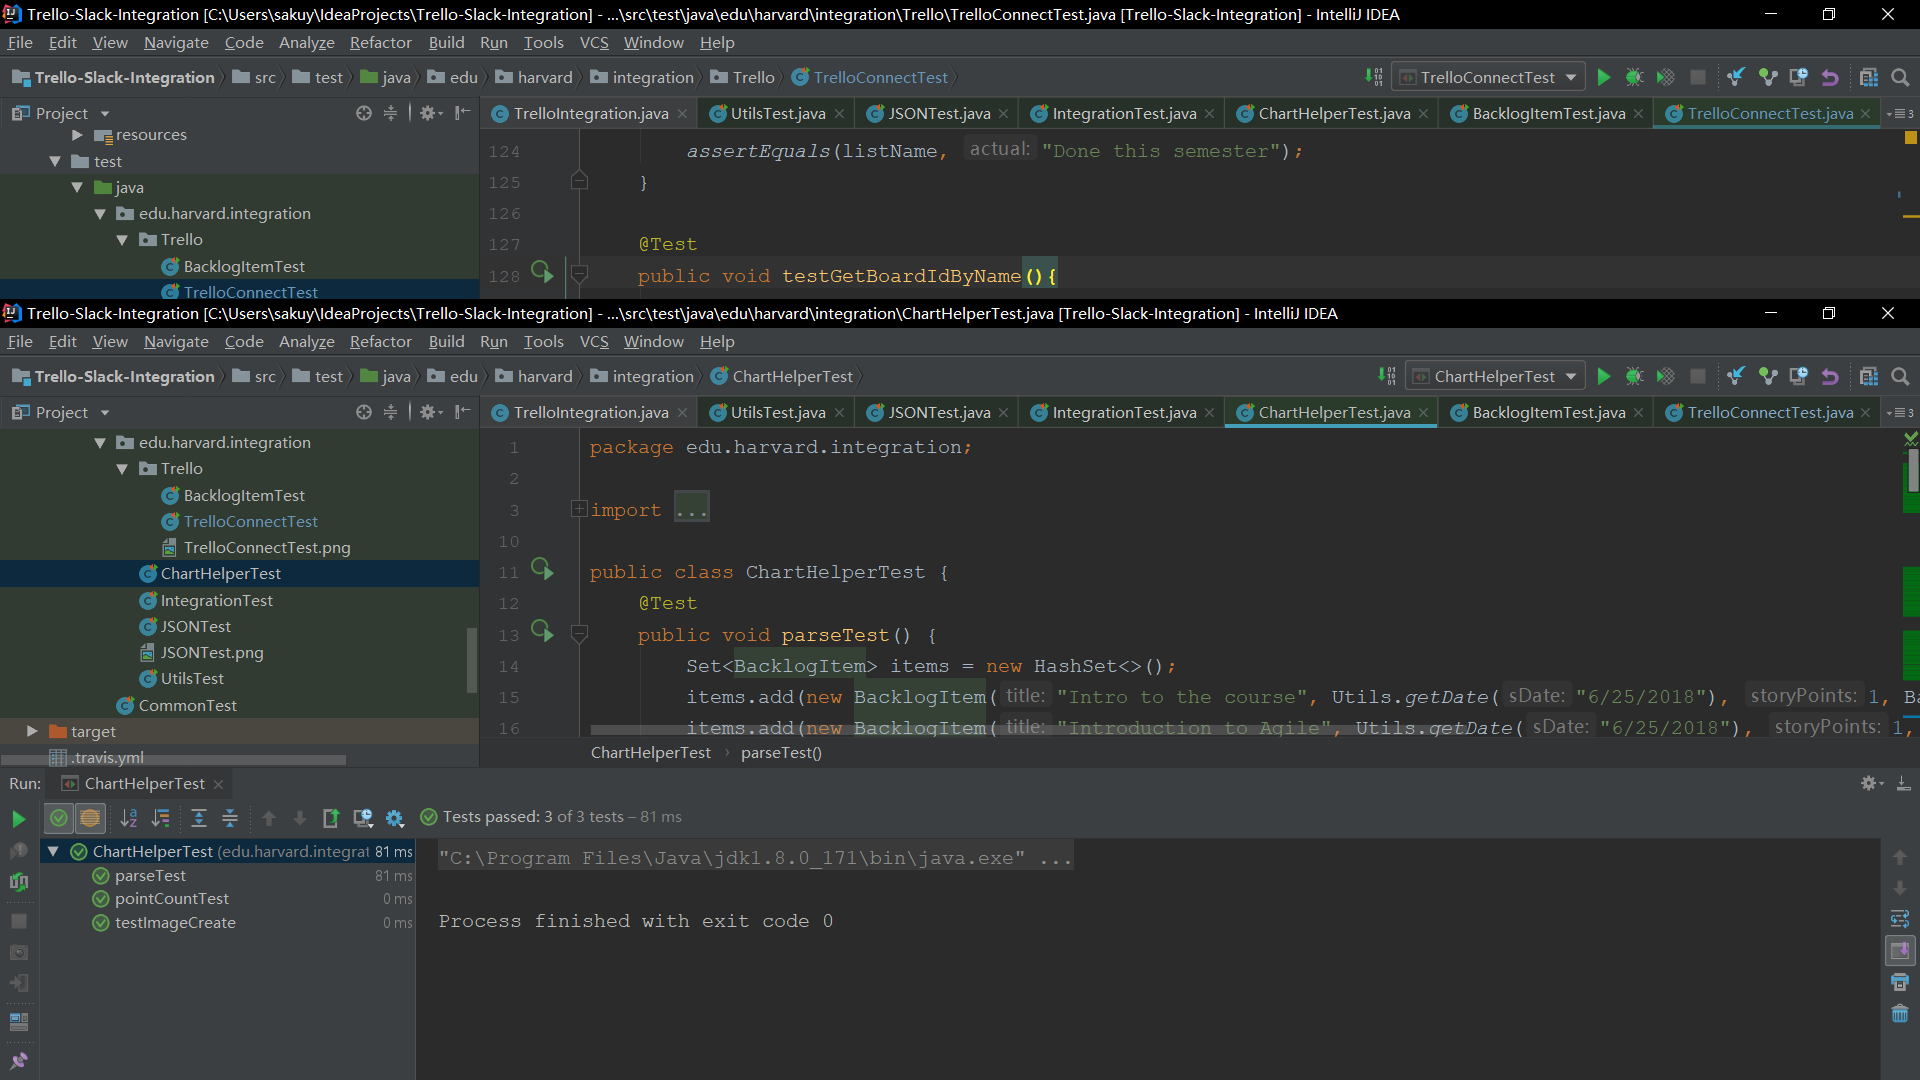 Trello-Slack-Integration [C:\Users\sakuy\IdeaProjects\Trello-Slack-Integration] - ...\src\test\java\edu\harvard\integration\Trello\TrelloConnectTest.java [Trello-Slack-Integration] - IntelliJ IDEA
File Edit View Navigate Code Analyze Refactor Build Run Tools VCS Window Help
Trello-Slack-Integration src test java edu harvard integration Trello TrelloConnectTest TrelloConnectTest
Project TrelloIntegration.java UtilsTest.java JSONTest.java IntegrationTest.java ChartHelperTest.java BacklogItemTest.java TrelloConnectTest.java 3
resources
test
java
edu.harvard.integration
Trello
BacklogItemTest
TrelloConnectTest
124 assertEquals(listName, actual: "Done this semester");
125 }
126
127 @Test
128 public void testGetBoardIdByName(){
Trello-Slack-Integration [C:\Users\sakuy\IdeaProjects\Trello-Slack-Integration] - ...\src\test\java\edu\harvard\integration\ChartHelperTest.java [Trello-Slack-Integration] - IntelliJ IDEA
File Edit View Navigate Code Analyze Refactor Build Run Tools VCS Window Help
Trello-Slack-Integration src test java edu harvard integration ChartHelperTest ChartHelperTest
Project TrelloIntegration.java UtilsTest.java JSONTest.java IntegrationTest.java ChartHelperTest.java BacklogItemTest.java TrelloConnectTest.java 3
edu.harvard.integration
Trello
BacklogItemTest
TrelloConnectTest
TrelloConnectTest.png
ChartHelperTest
IntegrationTest
JSONTest
JSONTest.png
UtilsTest
CommonTest
target
.travis.yml
1 package edu.harvard.integration;
2
3 import ...
10
11 public class ChartHelperTest {
12 @Test
13 public void parseTest() {
14 Set<BacklogItem> items = new HashSet<>();
15 items.add(new BacklogItem( title: "Intro to the course", Utils.getDate( sDate: "6/25/2018"), storyPoints: 1, Ba
16 items.add(new BacklogItem( title: "Introduction to Agile", Utils.getDate( sDate: "6/25/2018"), storyPoints: 1,
ChartHelperTest › parseTest()
Run: ChartHelperTest
Tests passed: 3 of 3 tests – 81 ms
ChartHelperTest (edu.harvard.integrat 81 ms
parseTest 81 ms
pointCountTest 0 ms
testImageCreate 0 ms
"C:\Program Files\Java\jdk1.8.0_171\bin\java.exe" ...
Process finished with exit code 0